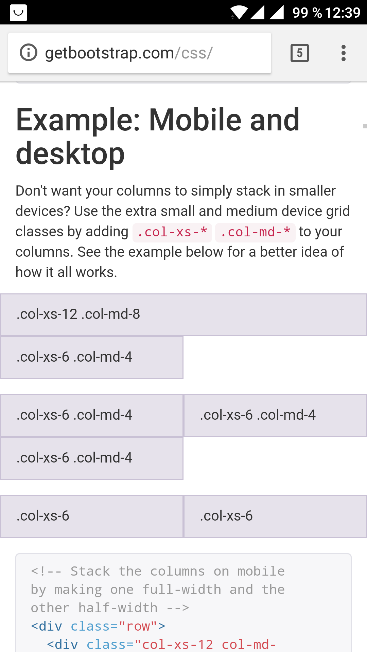 99 % 12:39
getbootstrap.com/css/
5
Example: Mobile and
desktop
Don't want your columns to simply stack in smaller
devices? Use the extra small and medium device grid
classes by adding .col-xs-* .col-md-* to your
columns. See the example below for a better idea of
how it all works.
.col-xs-12 .col-md-8
.col-xs-6 .col-md-4
.col-xs-6 .col-md-4 .col-xs-6 .col-md-4
.col-xs-6 .col-md-4
.col-xs-6 .col-xs-6
<!-- Stack the columns on mobile
by making one full-width and the
other half-width -->
<div class="row">
<div class="col-xs-12 col-md-